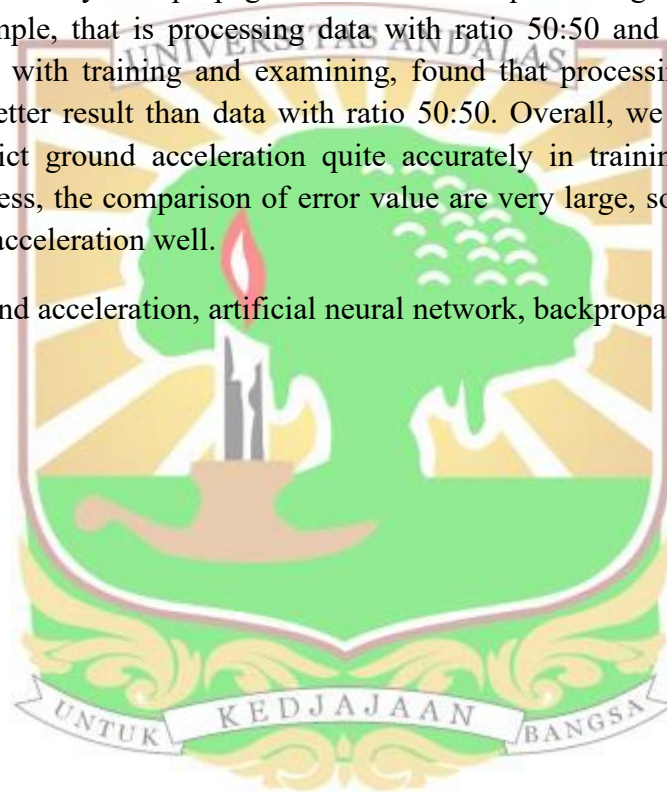 mple, that is processing data with ratio 50:50 and
UNIVERSITAS ANDALAS
with training and examining, found that processin
etter result than data with ratio 50:50. Overall, we
ict ground acceleration quite accurately in trainin
ess, the comparison of error value are very large, so
acceleration well.
nd acceleration, artificial neural network, backpropa
UNTUK KEDJAJAAN BANGSA